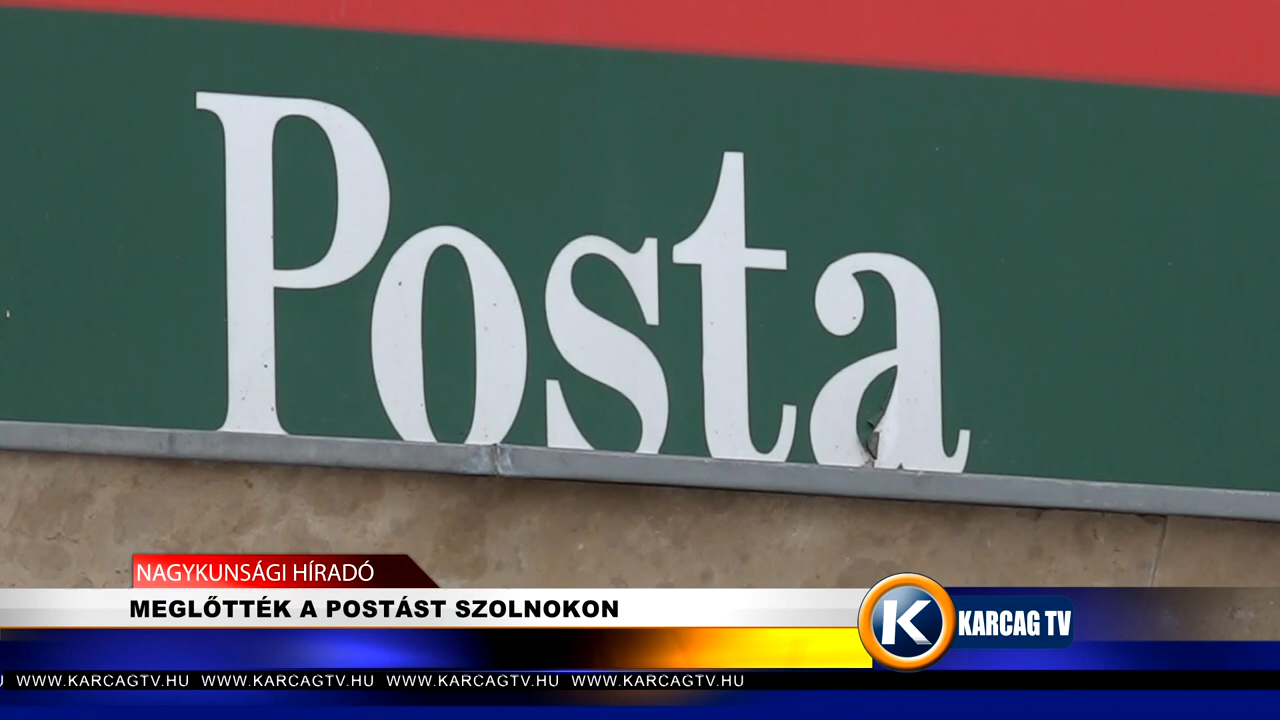 Posta
NAGYKUNSÁGI HÍRADÓ
MEGLŐTTÉK A POSTÁST SZOLNOKON
K KARCAG TV
U WWW.KARCAGTV.HU WWW.KARCAGTV.HU WWW.KARCAGTV.HU WWW.KARCAGTV.HU